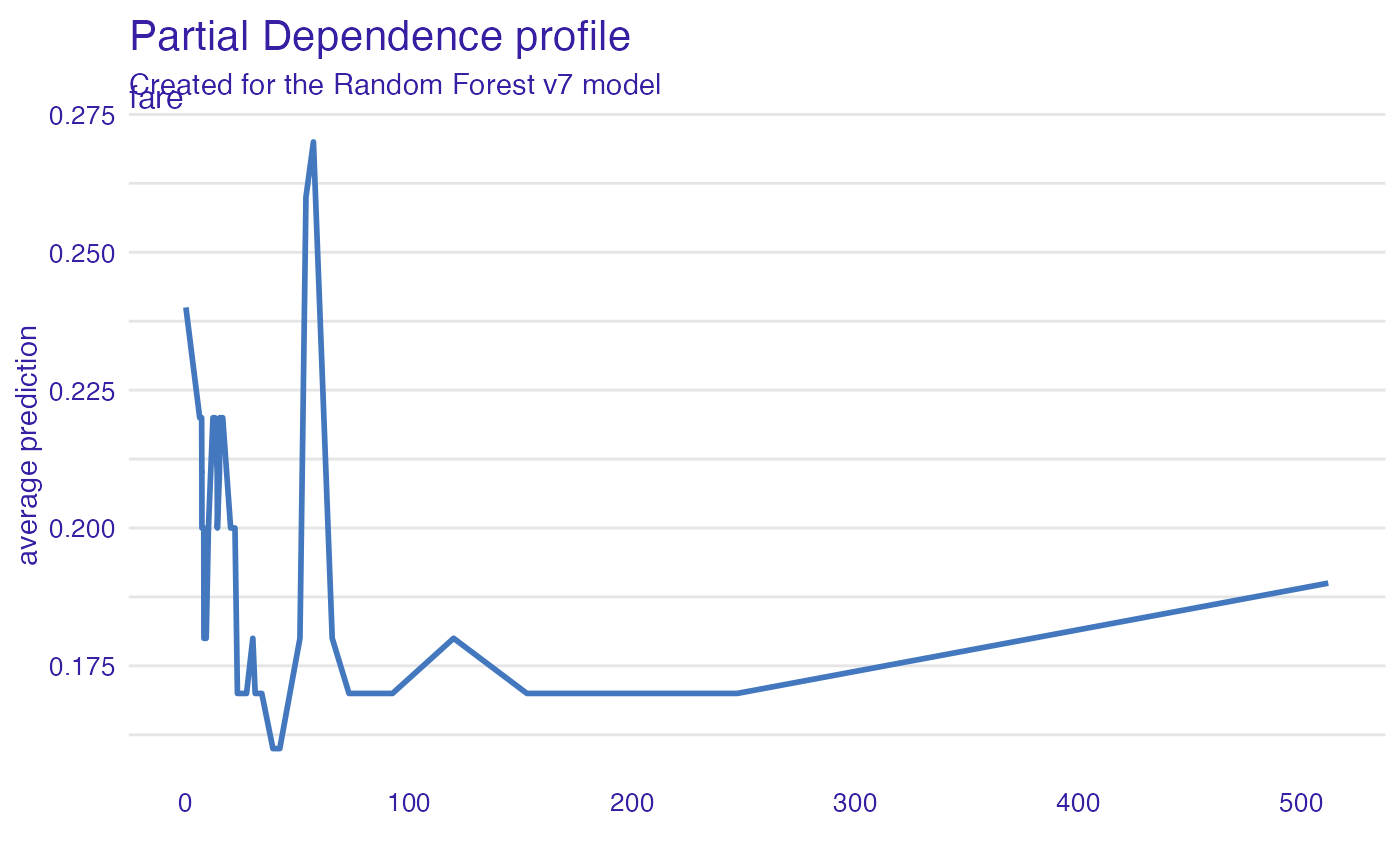 Partial Dependence profile
Created for the Random Forest v7 model
fare
0.275
0.250
0.225
0.200
0.175
average prediction
0 100 200 300 400 500